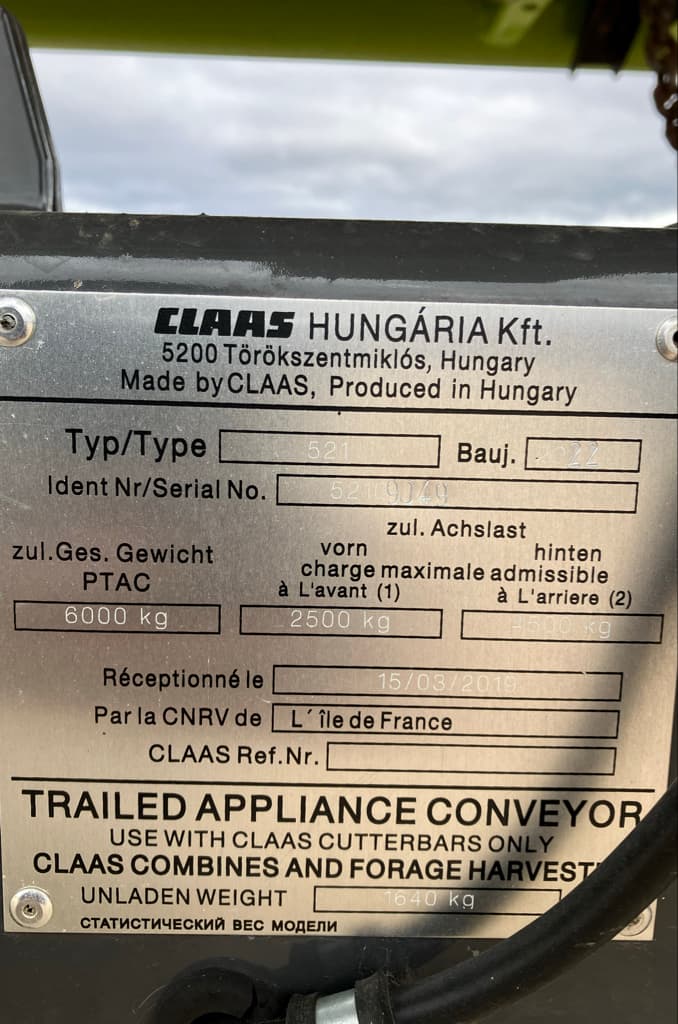 CLAAS HUNGÁRIA Kft.
5200 Törökszentmiklós, Hungary
Made by CLAAS, Produced in Hungary
Typ/Type 521 Bauj. 22
Ident Nr/Serial No.
zul. Achslast
zul.Ges. Gewicht vorn hinten
PTAC charge maximale admissible
à L'avant (1) à L'arriere (2)
6000 kg 2500 kg 4500 kg
Réceptionné le 15/03/2019
Par la CNRV de L´île de France
CLAAS Ref.Nr.
TRAILED APPLIANCE CONVEYOR
USE WITH CLAAS CUTTERBARS ONLY
CLAAS COMBINES AND FORAGE HARVEST
UNLADEN WEIGHT 1640 kg
СТАТИСТИЧЕСКИЙ ВЕС МОДЕЛИ